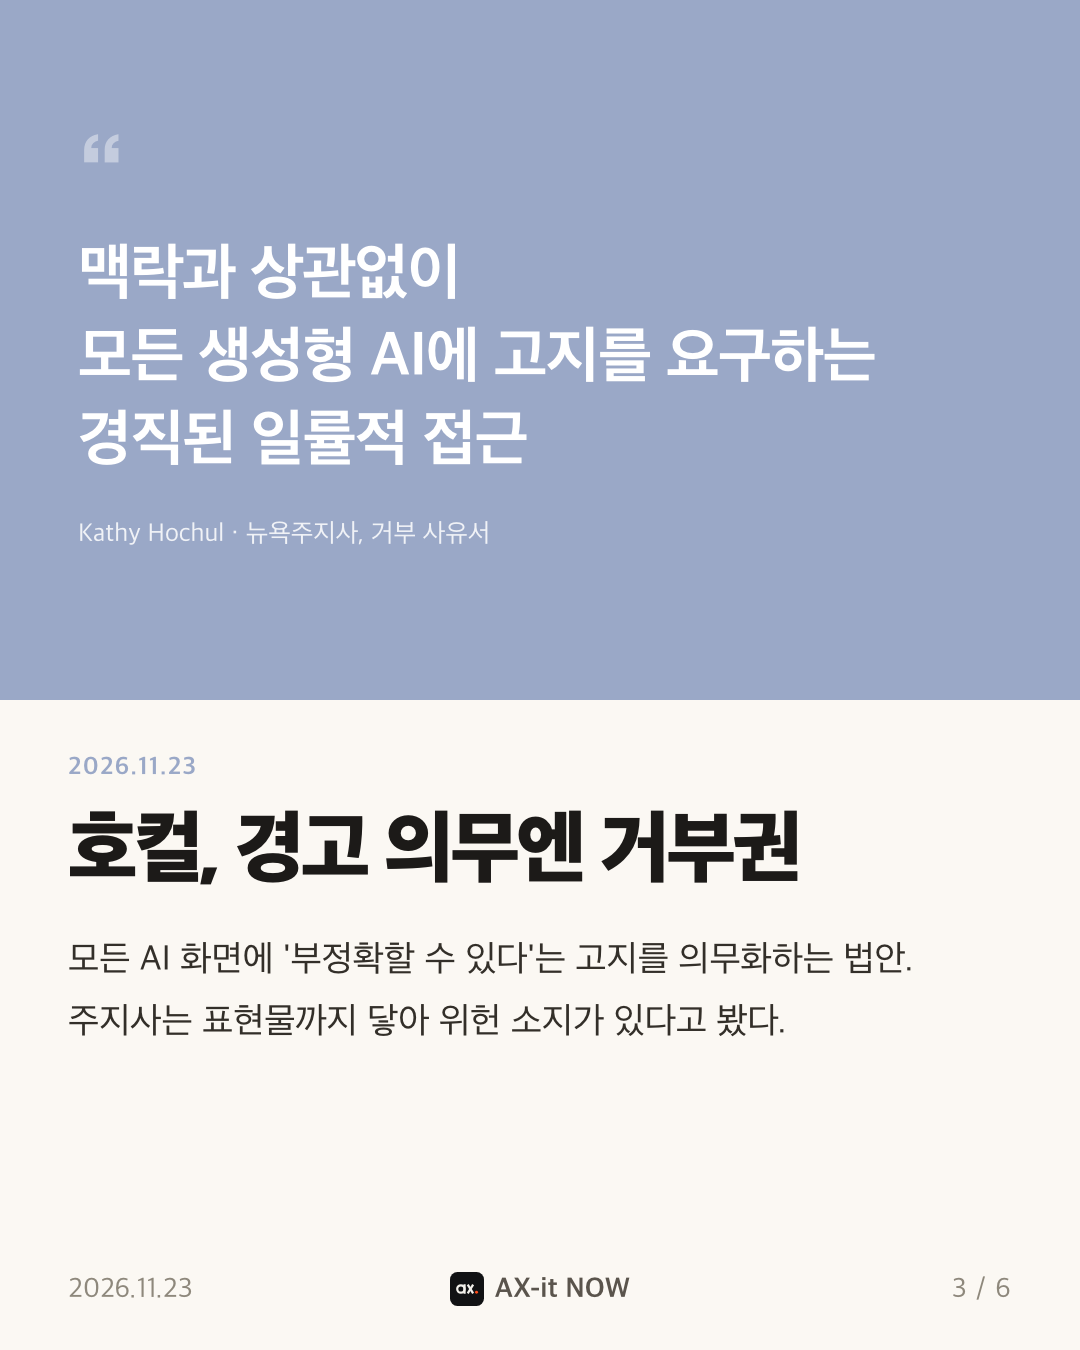 “
맥락과 상관없이
모든 생성형 AI에 고지를 요구하는
경직된 일률적 접근
Kathy Hochul · 뉴욕주지사, 거부 사유서
2026.11.23
호컬, 경고 의무엔 거부권
모든 AI 화면에 '부정확할 수 있다'는 고지를 의무화하는 법안.
주지사는 표현물까지 닿아 위헌 소지가 있다고 봤다.
2026.11.23
ax. AX-it NOW
3 / 6